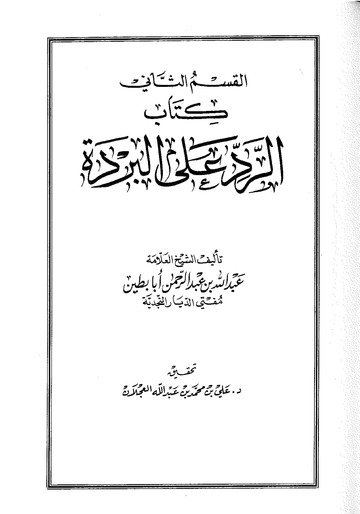 القسم الثاني
كتاب
الرد على البردة
تأليف الشيخ العلامة
عبد الله بن عبد الرحمن أبا بطين
مفتي الديار النجدية
تحقيق
د. علي بن محمد بن عبد الله العجلان